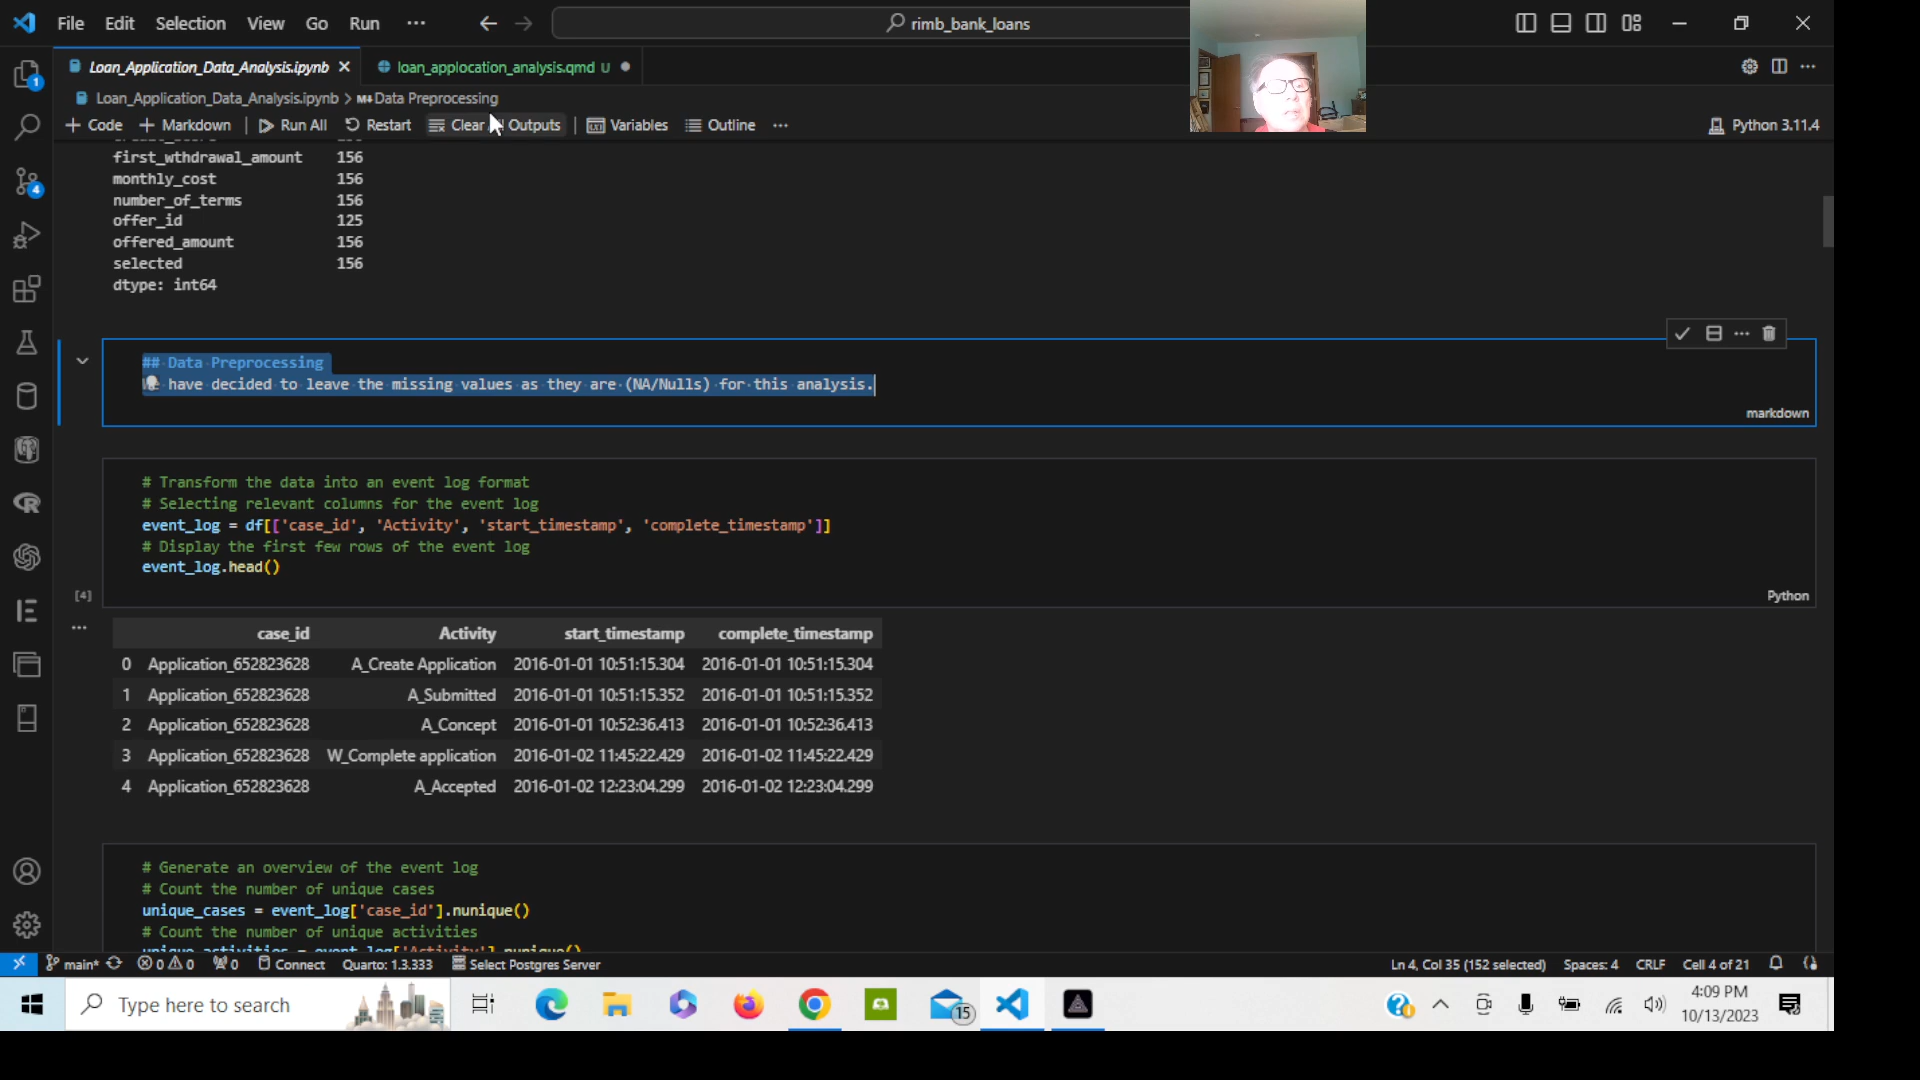 File Edit Selection View Go Run ···
rimb_bank_loans
Loan_Application_Data_Analysis.ipynb
loan_applocation_analysis.qmd U
Loan_Application_Data_Analysis.ipynb > M↓Data Preprocessing
+ Code + Markdown Run All Restart Clear Outputs Variables Outline ···
Python 3.11.4
first_wthdrawal_amount 156
monthly_cost 156
number_of_terms 156
offer_id 125
offered_amount 156
selected 156
dtype: int64
## Data Preprocessing
have decided to leave the missing values as they are (NA/Nulls) for this analysis.
markdown
# Transform the data into an event log format
# Selecting relevant columns for the event log
event_log = df[['case_id', 'Activity', 'start_timestamp', 'complete_timestamp']]
# Display the first few rows of the event log
event_log.head()
[4]
Python
case_id Activity start_timestamp complete_timestamp
0 Application_652823628 A_Create Application 2016-01-01 10:51:15.304 2016-01-01 10:51:15.304
1 Application_652823628 A_Submitted 2016-01-01 10:51:15.352 2016-01-01 10:51:15.352
2 Application_652823628 A_Concept 2016-01-01 10:52:36.413 2016-01-01 10:52:36.413
3 Application_652823628 W_Complete application 2016-01-02 11:45:22.429 2016-01-02 11:45:22.429
4 Application_652823628 A_Accepted 2016-01-02 12:23:04.299 2016-01-02 12:23:04.299
# Generate an overview of the event log
# Count the number of unique cases
unique_cases = event_log['case_id'].nunique()
# Count the number of unique activities
unique_activities = event_log['Activity'].nunique()
main* 0 0 0 Connect Quarto: 1.3.333 Select Postgres Server
Ln 4, Col 35 (152 selected) Spaces: 4 CRLF Cell 4 of 21
1
4
Type here to search
15
4:09 PM
10/13/2023